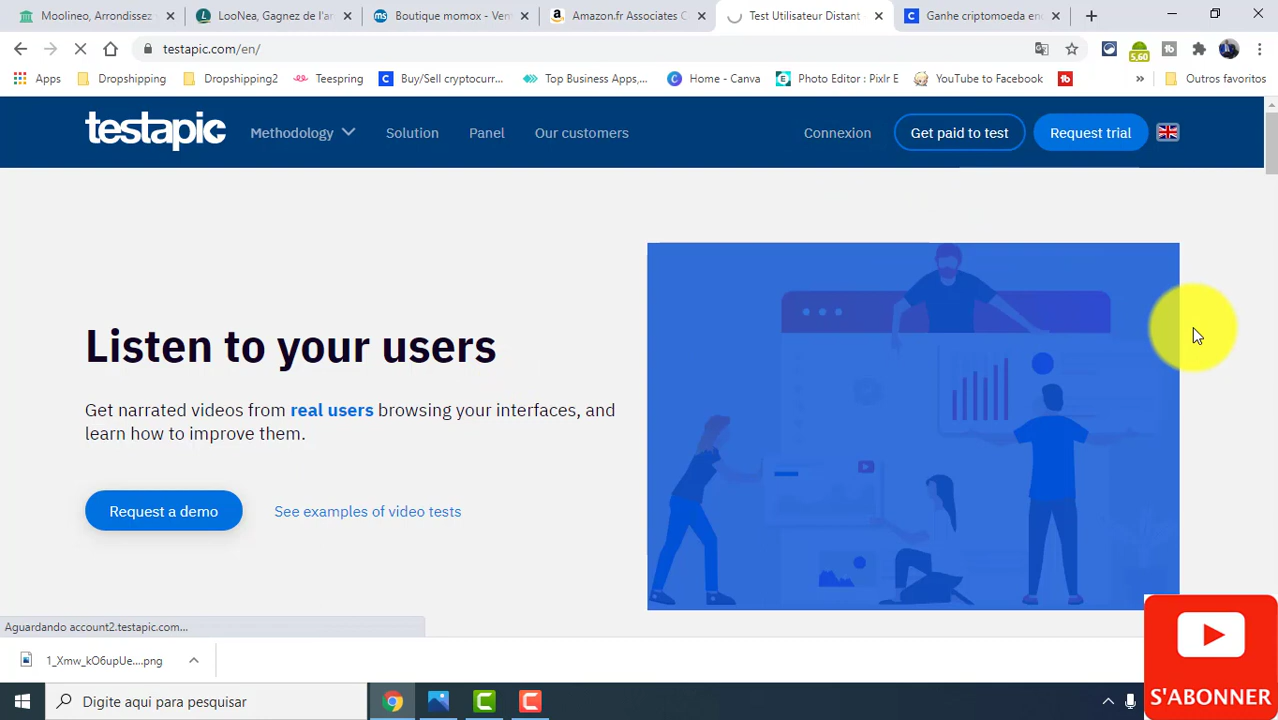 Moolineo, Arrondissez
LooNea, Gagnez de l'ar
Boutique momox - Ven
Amazon.fr Associates C
Test Utilisateur Distant
Ganhe criptomoeda en
testapic.com/en/
5,60
Apps
Dropshipping
Dropshipping2
Teespring
Buy/Sell cryptocurr...
Top Business Apps,...
Home - Canva
Photo Editor : Pixlr E
YouTube to Facebook
»
Outros favoritos
testapic
Methodology
Solution
Panel
Our customers
Connexion
Get paid to test
Request trial
Listen to your users
Get narrated videos from real users browsing your interfaces, and
learn how to improve them.
Request a demo
See examples of video tests
Aguardando account2.testapic.com...
1_Xmw_kO6upUe....png
Digite aqui para pesquisar
S'ABONNER